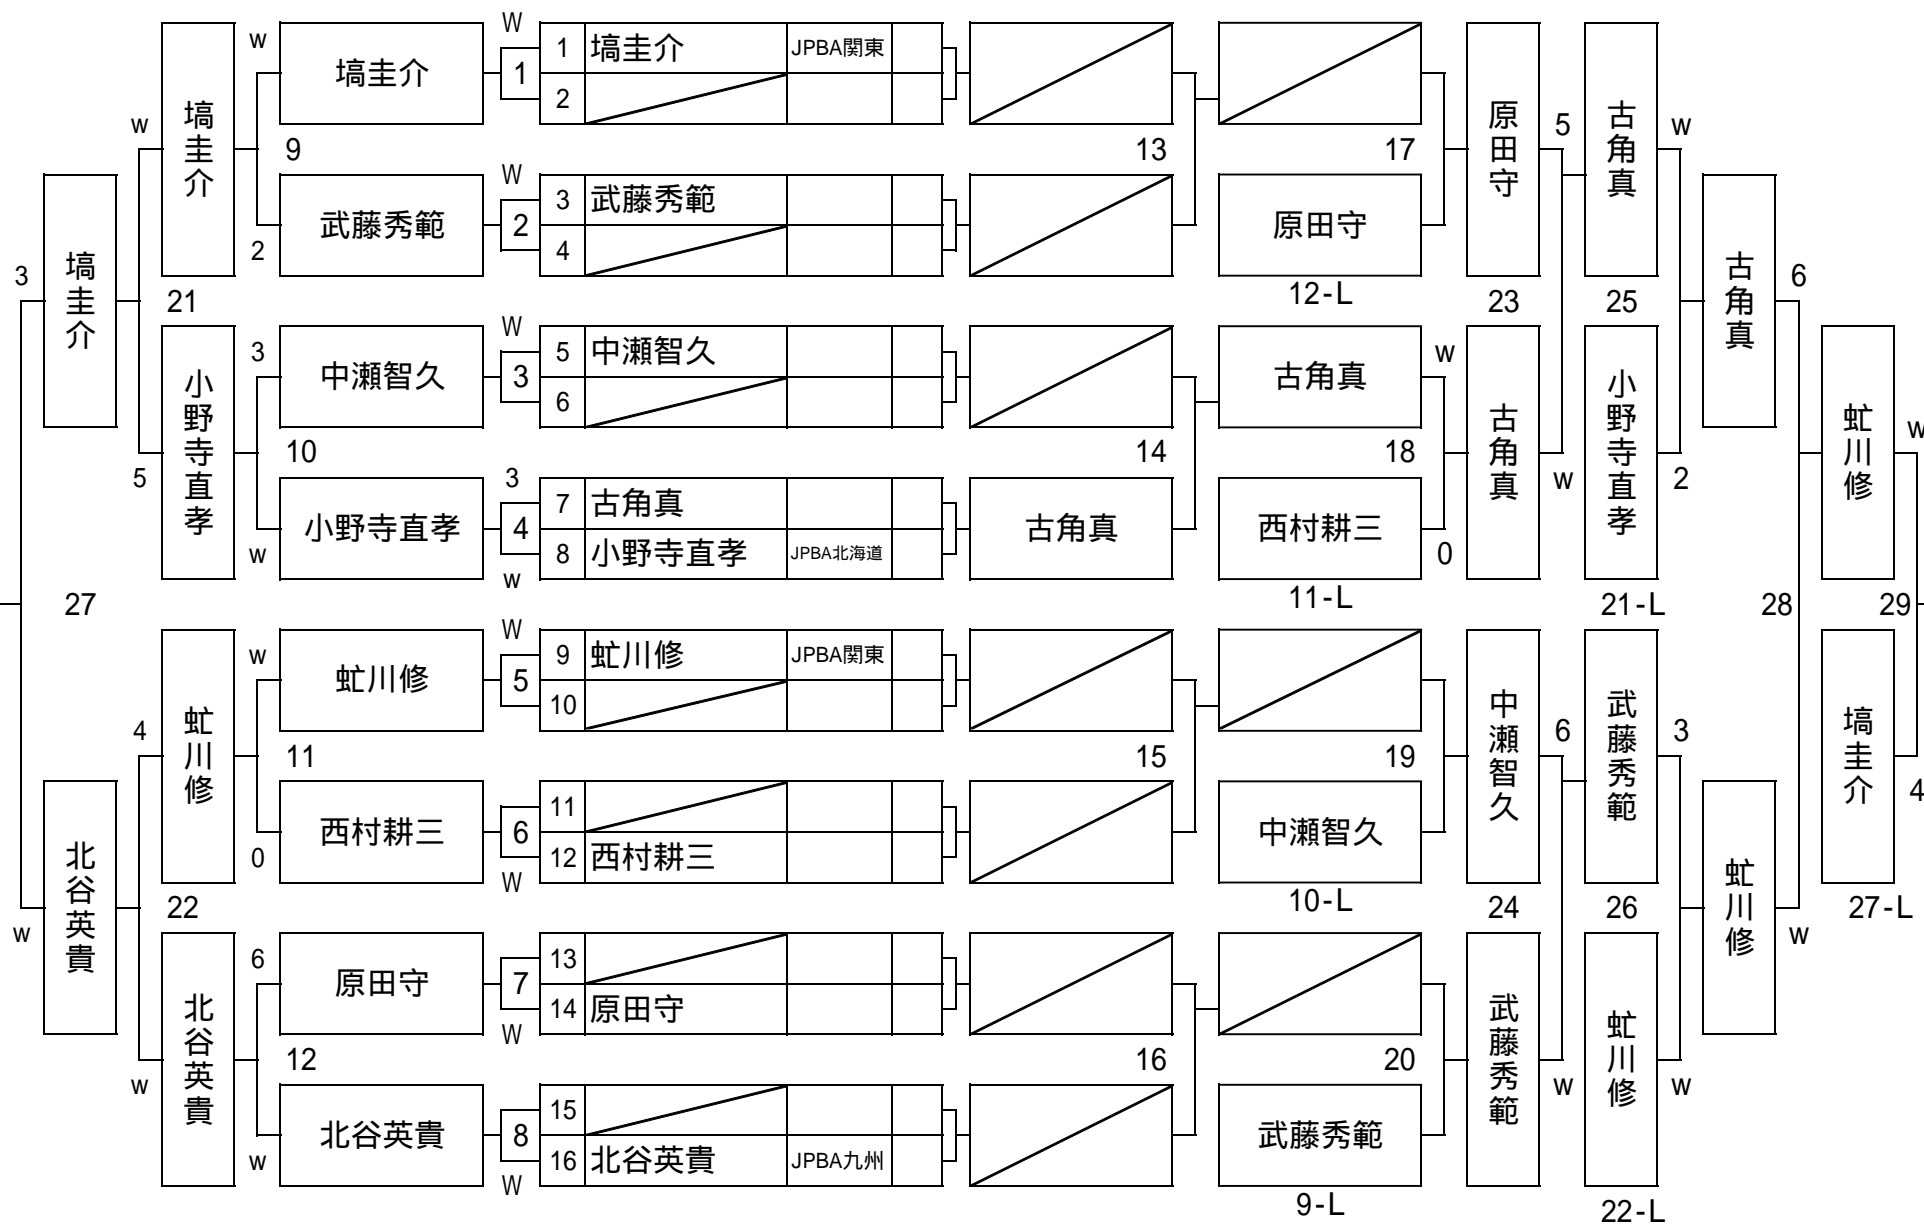 W
1 塙圭介 JPBA関東
1
2
w
塙圭介
9
W
3 武藤秀範
2
4
武藤秀範
2
w
塙圭介
21
W
5 中瀬智久
3
6
3
中瀬智久
10
3
7 古角真
4
8 小野寺直孝 JPBA北海道
w
小野寺直孝
w
小野寺直孝
5
3
塙圭介
27
W
9 虻川修 JPBA関東
5
10
w
虻川修
11
11
6
12 西村耕三
W
西村耕三
0
4
虻川修
22
13
7
14 原田守
W
6
原田守
12
15
8
16 北谷英貴 JPBA九州
W
北谷英貴
w
北谷英貴
w
北谷英貴
w
13
17
原田守
12-L
原田守
5
23
14
古角真
古角真
w
18
西村耕三
0
11-L
古角真
w
古角真
w
25
小野寺直孝
2
21-L
古角真
6
28
15
19
中瀬智久
10-L
中瀬智久
6
24
16
20
武藤秀範
9-L
武藤秀範
w
武藤秀範
3
26
虻川修
w
22-L
虻川修
w
虻川修
w
29
塙圭介
4
27-L